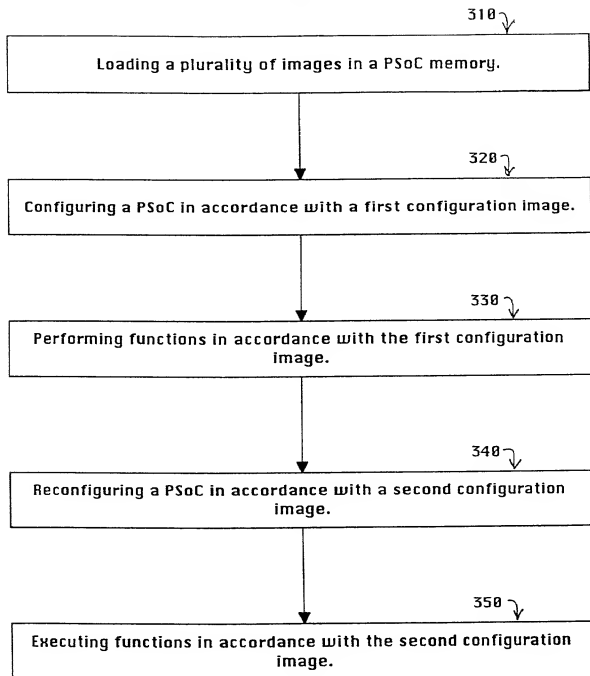 310
Loading a plurality of images in a PSoC memory.
320
Configuring a PSoC in accordance with a first configuration image.
330
Performing functions in accordance with the first configuration
image.
340
Reconfiguring a PSoC in accordance with a second configuration
image.
350
Executing functions in accordance with the second configuration
image.